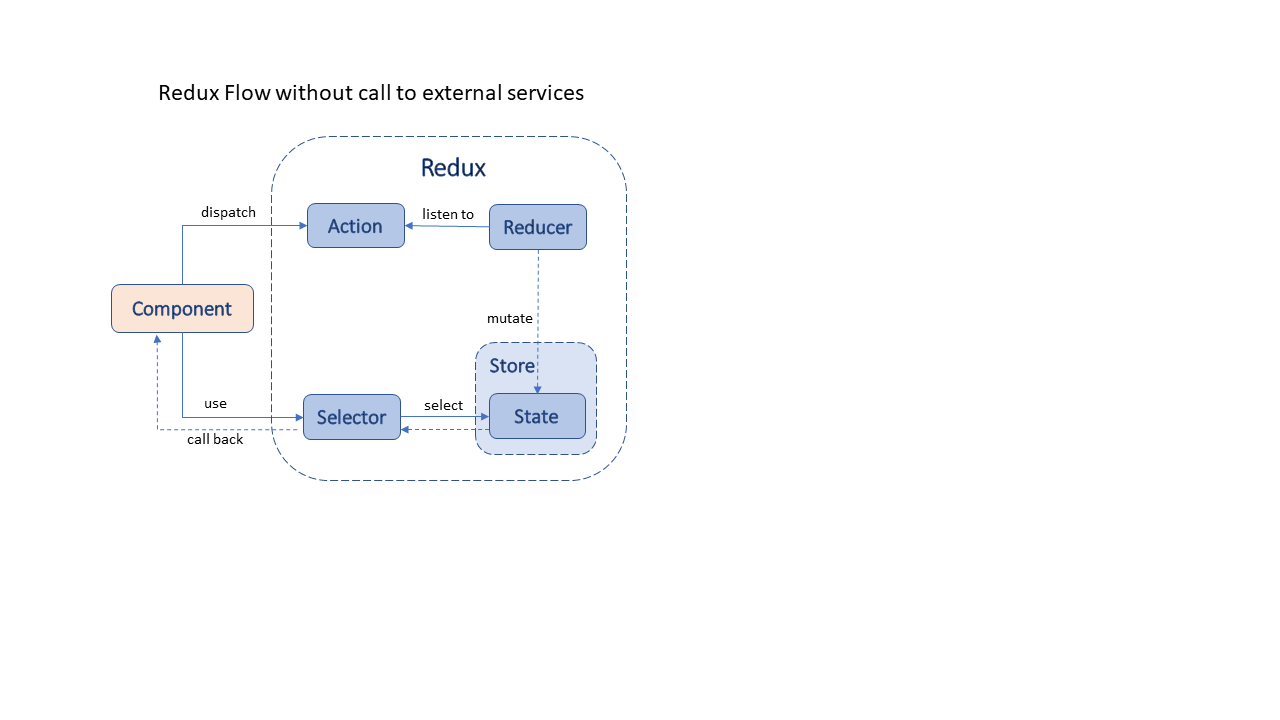 Redux Flow without call to external services
Redux
dispatch
Action
listen to
Reducer
Component
mutate
Store
use
Selector
select
State
call back